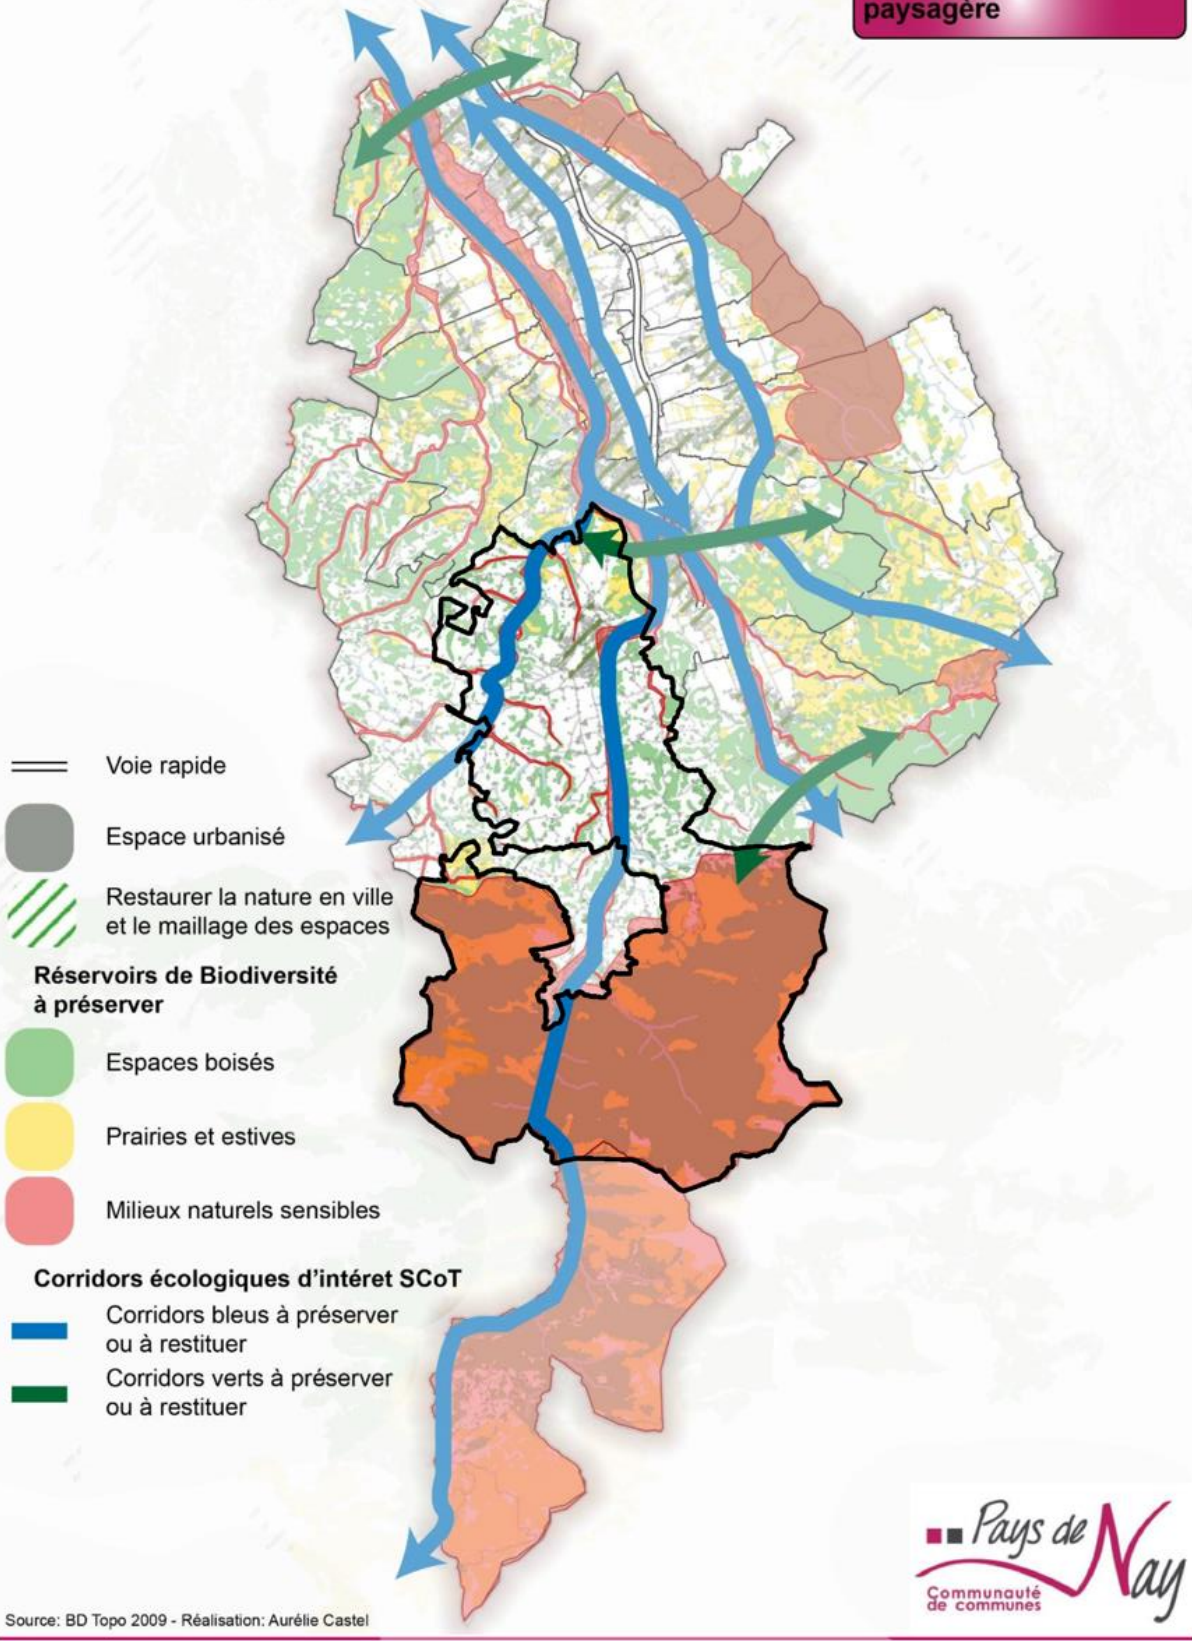 paysagère
Voie rapide
Espace urbanisé
Restaurer la nature en ville
et le maillage des espaces
Réservoirs de Biodiversité
à préserver
Espaces boisés
Prairies et estives
Milieux naturels sensibles
Corridors écologiques d'intéret SCoT
Corridors bleus à préserver
ou à restituer
Corridors verts à préserver
ou à restituer
Pays de Nay
Communauté
de communes
Source: BD Topo 2009 - Réalisation: Aurélie Castel